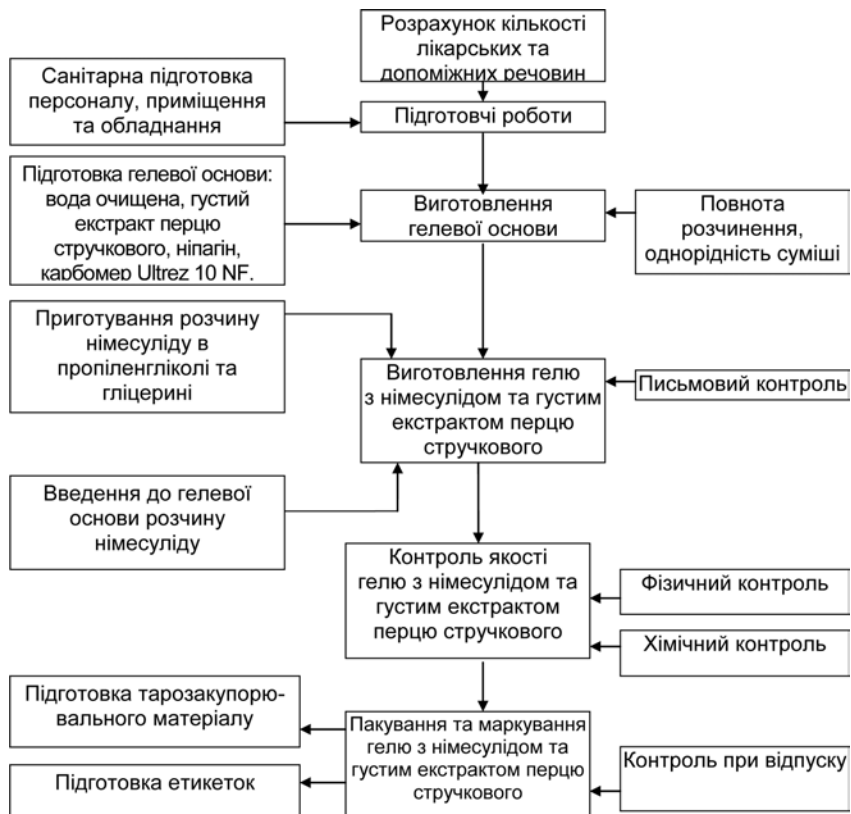 Розрахунок кількості
лікарських та
допоміжних речовин
Санітарна підготовка
персоналу, приміщення
та обладнання
Підготовчі роботи
Підготовка гелевої основи:
вода очищена, густий
екстракт перцю
стручкового, ніпагін,
карбомер Ultrez 10 NF.
Виготовлення
гелевої основи
Повнота
розчинення,
однорідність суміші
Приготування розчину
німесуліду в
пропіленгліколі та
гліцерині
Виготовлення гелю
з німесулідом та густим
екстрактом перцю
стручкового
Письмовий контроль
Введення до гелевої
основи розчину
німесуліду
Контроль якості
гелю з німесулідом та
густим екстрактом
перцю стручкового
Фізичний контроль
Хімічний контроль
Підготовка тарозакупорю-
вального матеріалу
Пакування та маркування
гелю з німесулідом та
густим екстрактом перцю
стручкового
Контроль при відпуску
Підготовка етикеток